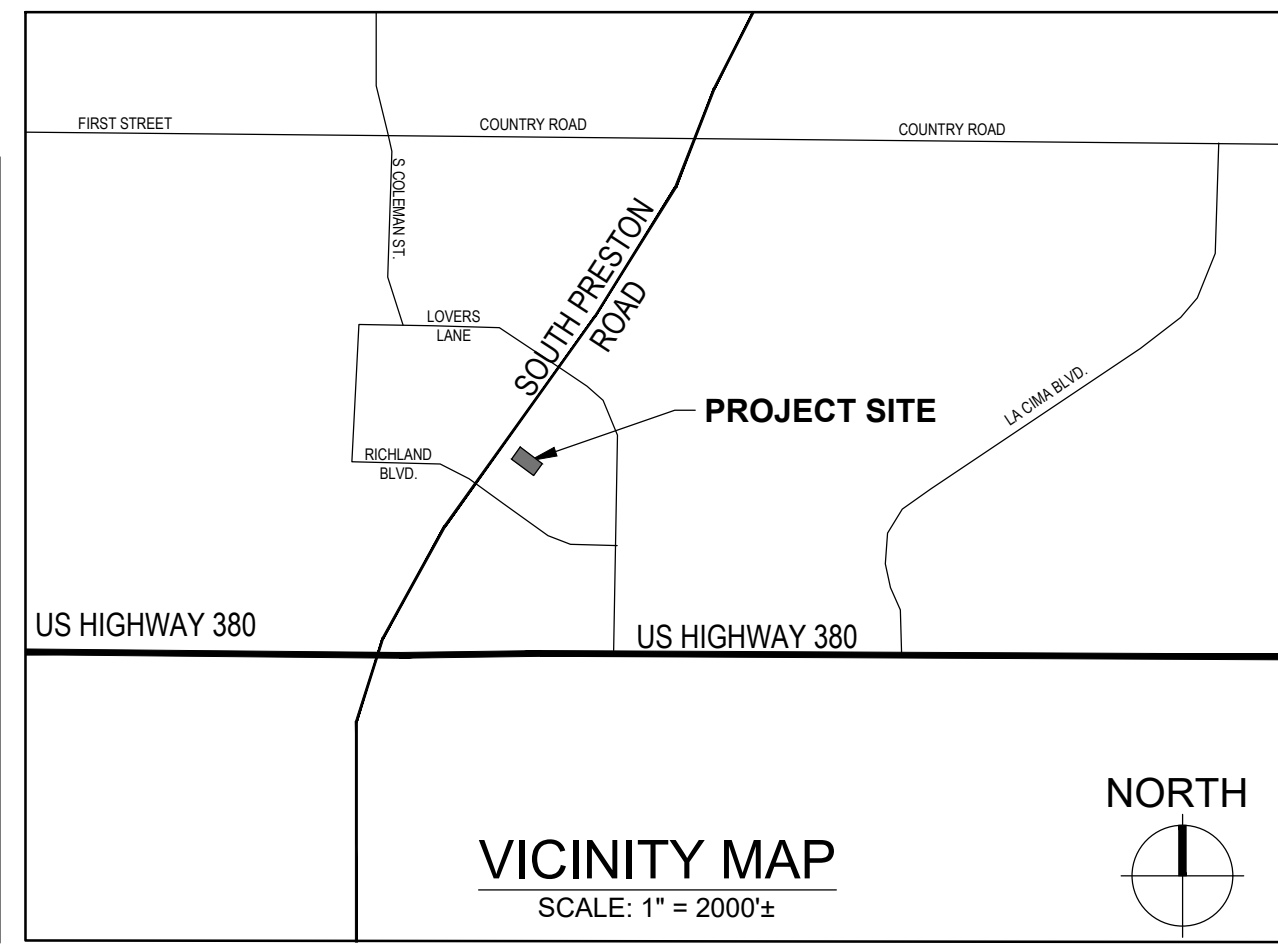 FIRST STREET
COUNTRY ROAD
COUNTRY ROAD
S COLEMAN ST.
SOUTH PRESTON
ROAD
LOVERS
LANE
PROJECT SITE
LA CIMA BLVD.
RICHLAND
BLVD.
US HIGHWAY 380
US HIGHWAY 380
NORTH
VICINITY MAP
SCALE: 1" = 2000'±